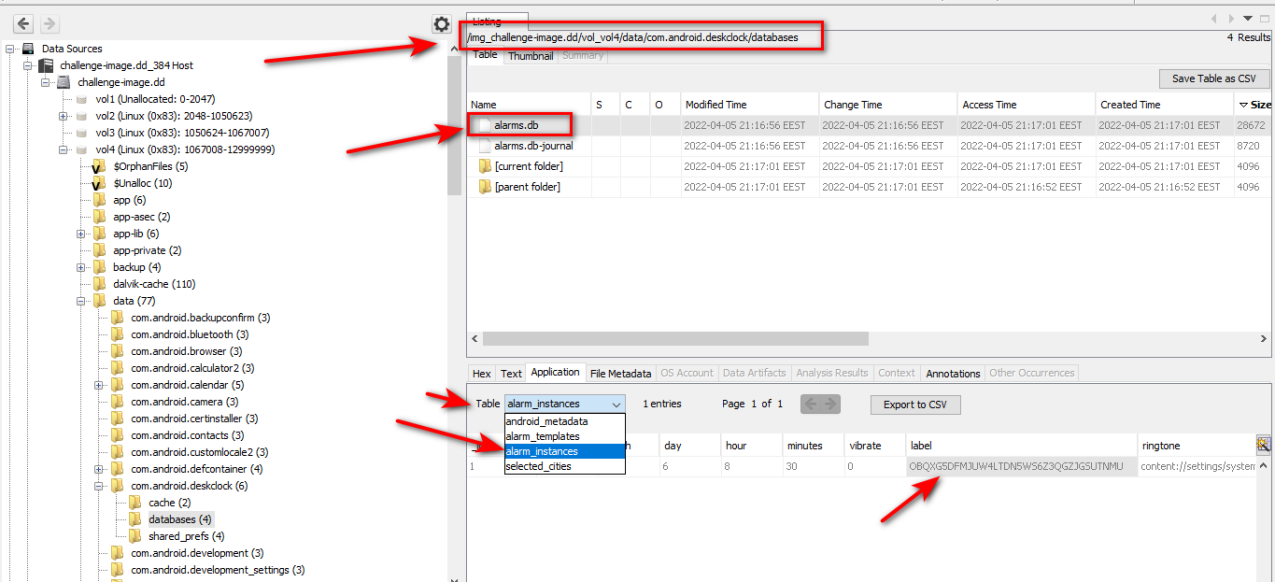 Listing
/img_challenge-image.dd/vol_vol4/data/com.android.deskclock/databases
4 Results
Table Thumbnail Summary
Save Table as CSV
Name S C O Modified Time Change Time Access Time Created Time Size
alarms.db 2022-04-05 21:16:56 EEST 2022-04-05 21:16:56 EEST 2022-04-05 21:17:01 EEST 2022-04-05 21:17:01 EEST 28672
alarms.db-journal 2022-04-05 21:16:56 EEST 2022-04-05 21:16:56 EEST 2022-04-05 21:17:01 EEST 2022-04-05 21:17:01 EEST 8720
[current folder] 2022-04-05 21:17:01 EEST 2022-04-05 21:17:01 EEST 2022-04-05 21:16:52 EEST 2022-04-05 21:16:52 EEST 4096
[parent folder] 2022-04-05 21:17:01 EEST 2022-04-05 21:17:01 EEST 2022-04-05 21:16:52 EEST 2022-04-05 21:16:52 EEST 4096
Data Sources
challenge-image.dd_384 Host
challenge-image.dd
vol1 (Unallocated: 0-2047)
vol2 (Linux (0x83): 2048-1050623)
vol3 (Linux (0x83): 1050624-1067007)
vol4 (Linux (0x83): 1067008-12999999)
$OrphanFiles (5)
$Unalloc (10)
app (6)
app-asec (2)
app-lib (6)
app-private (2)
backup (4)
dalvik-cache (110)
data (77)
com.android.backupconfirm (3)
com.android.bluetooth (3)
com.android.browser (3)
com.android.calculator2 (3)
com.android.calendar (5)
com.android.camera (3)
com.android.certinstaller (3)
com.android.contacts (3)
com.android.customlocale2 (3)
com.android.defcontainer (4)
com.android.deskclock (6)
cache (2)
databases (4)
shared_prefs (4)
com.android.development (3)
com.android.development_settings (3)
Hex Text Application File Metadata OS Account Data Artifacts Analysis Results Context Annotations Other Occurrences
Table alarm_instances 1 entries Page 1 of 1 Export to CSV
android_metadata
alarm_templates
alarm_instances
selected_cities
h day hour minutes vibrate label ringtone
1 6 8 30 0 OBQXG5DFMJUW4LTDN5WS6Z3QGZJGSUTNMU content://settings/system